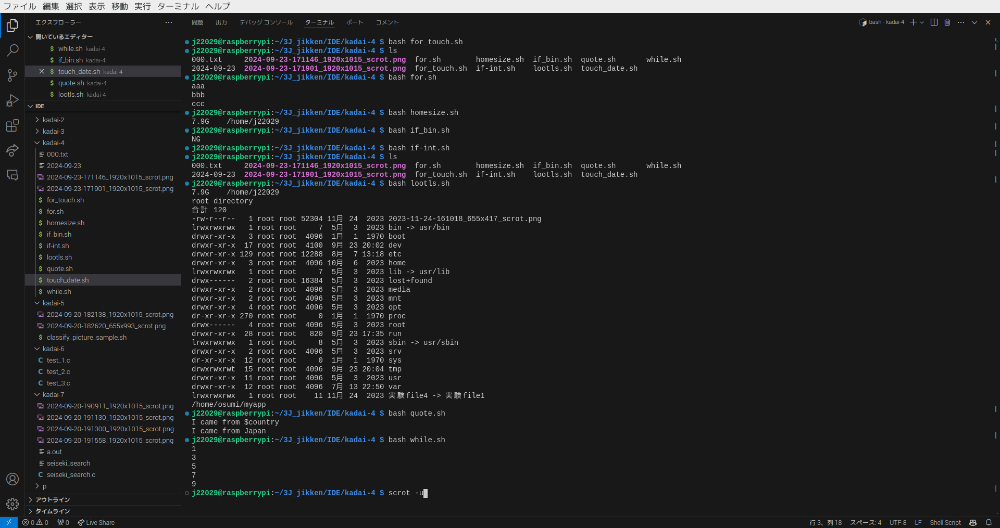 ファイル 編集 選択 表示 移動 実行 ターミナル ヘルプ
エクスプローラー
開いているエディター
$ while.sh kadai-4
$ if_bin.sh kadai-4
$ touch_date.sh kadai-4
$ quote.sh kadai-4
$ lootls.sh kadai-4
IDE
kadai-2
kadai-3
kadai-4
000.txt
2024-09-23
2024-09-23-171146_1920x1015_scrot.png
2024-09-23-171901_1920x1015_scrot.png
$ for_touch.sh
$ for.sh
$ homesize.sh
$ if_bin.sh
$ if-int.sh
$ lootls.sh
$ quote.sh
$ touch_date.sh
$ while.sh
kadai-5
2024-09-20-182138_1920x1015_scrot.png
2024-09-20-182620_655x993_scrot.png
$ classify_picture_sample.sh
kadai-6
C test_1.c
C test_2.c
C test_3.c
kadai-7
2024-09-20-190911_1920x1015_scrot.png
2024-09-20-191130_1920x1015_scrot.png
2024-09-20-191300_1920x1015_scrot.png
2024-09-20-191558_1920x1015_scrot.png
a.out
seiseki_search
C seiseki_search.c
p
アウトライン
タイムライン
問題 出力 デバッグ コンソール ターミナル ポート コメント
bash - kadai-4
j22029@raspberrypi:~/3J_jikken/IDE/kadai-4 $ bash for_touch.sh
j22029@raspberrypi:~/3J_jikken/IDE/kadai-4 $ ls
000.txt     2024-09-23-171146_1920x1015_scrot.png  for.sh        homesize.sh  if_bin.sh  quote.sh       while.sh
2024-09-23  2024-09-23-171901_1920x1015_scrot.png  for_touch.sh  if-int.sh    lootls.sh  touch_date.sh
j22029@raspberrypi:~/3J_jikken/IDE/kadai-4 $ bash for.sh
aaa
bbb
ccc
j22029@raspberrypi:~/3J_jikken/IDE/kadai-4 $ bash homesize.sh
7.9G    /home/j22029
j22029@raspberrypi:~/3J_jikken/IDE/kadai-4 $ bash if_bin.sh
NG
j22029@raspberrypi:~/3J_jikken/IDE/kadai-4 $ bash if-int.sh
j22029@raspberrypi:~/3J_jikken/IDE/kadai-4 $ ls
000.txt     2024-09-23-171146_1920x1015_scrot.png  for.sh        homesize.sh  if_bin.sh  quote.sh       while.sh
2024-09-23  2024-09-23-171901_1920x1015_scrot.png  for_touch.sh  if-int.sh    lootls.sh  touch_date.sh
j22029@raspberrypi:~/3J_jikken/IDE/kadai-4 $ bash lootls.sh
7.9G    /home/j22029
root directory
合計 120
-rw-r--r--   1 root root 52304 11月 24  2023 2023-11-24-161018_655x417_scrot.png
lrwxrwxrwx   1 root root     7  5月  3  2023 bin -> usr/bin
drwxr-xr-x   3 root root  4096  1月  1  1970 boot
drwxr-xr-x  17 root root  4100  9月 23 20:02 dev
drwxr-xr-x 129 root root 12288  8月  7 13:18 etc
drwxr-xr-x   3 root root  4096 10月  6  2023 home
lrwxrwxrwx   1 root root     7  5月  3  2023 lib -> usr/lib
drwx------   2 root root 16384  5月  3  2023 lost+found
drwxr-xr-x   2 root root  4096  5月  3  2023 media
drwxr-xr-x   2 root root  4096  5月  3  2023 mnt
drwxr-xr-x   4 root root  4096  5月  3  2023 opt
dr-xr-xr-x 270 root root     0  1月  1  1970 proc
drwx------   4 root root  4096  5月  3  2023 root
drwxr-xr-x  28 root root   820  9月 23 17:35 run
lrwxrwxrwx   1 root root     8  5月  3  2023 sbin -> usr/sbin
drwxr-xr-x   2 root root  4096  5月  3  2023 srv
dr-xr-xr-x  12 root root     0  1月  1  1970 sys
drwxrwxrwt  15 root root  4096  9月 23 20:04 tmp
drwxr-xr-x  11 root root  4096  5月  3  2023 usr
drwxr-xr-x  12 root root  4096  7月 13 22:50 var
lrwxrwxrwx   1 root root    11 11月 24  2023 実験file4 -> 実験file1
/home/osumi/myapp
j22029@raspberrypi:~/3J_jikken/IDE/kadai-4 $ bash quote.sh
I came from $country
I came from Japan
j22029@raspberrypi:~/3J_jikken/IDE/kadai-4 $ bash while.sh
1
3
5
7
9
j22029@raspberrypi:~/3J_jikken/IDE/kadai-4 $ scrot -u
0 0 0 Live Share
行 3、列 18 スペース: 4 UTF-8 LF Shell Script